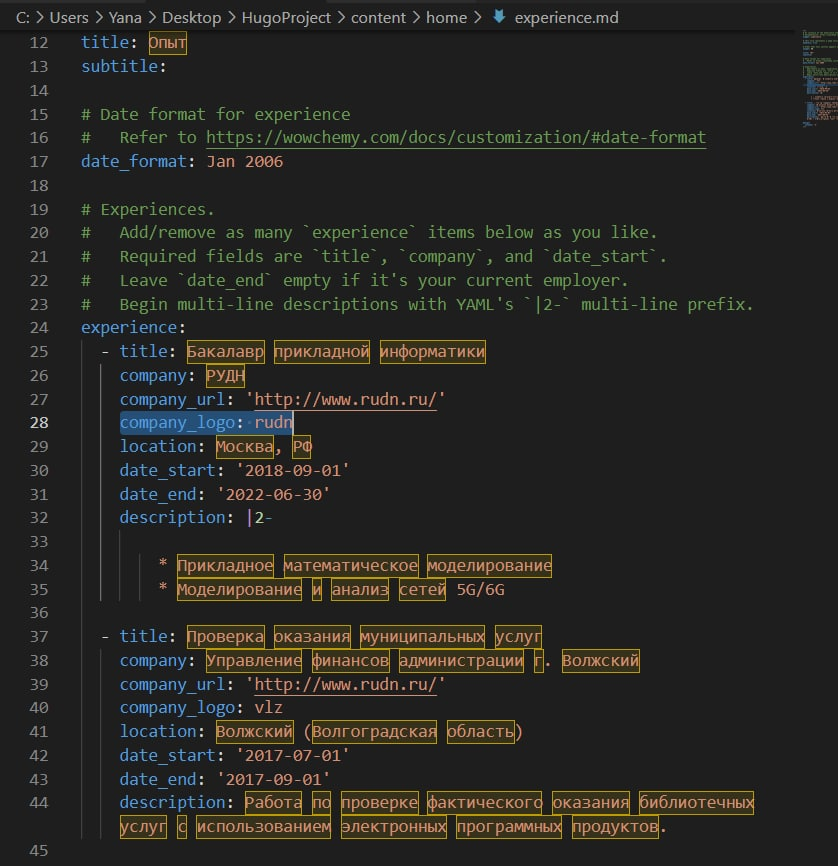 C: > Users > Yana > Desktop > HugoProject > content > home > experience.md
12 title: Опыт
13 subtitle:
14
15 # Date format for experience
16 #   Refer to https://wowchemy.com/docs/customization/#date-format
17 date_format: Jan 2006
18
19 # Experiences.
20 #   Add/remove as many `experience` items below as you like.
21 #   Required fields are `title`, `company`, and `date_start`.
22 #   Leave `date_end` empty if it's your current employer.
23 #   Begin multi-line descriptions with YAML's `|2-` multi-line prefix.
24 experience:
25   - title: Бакалавр прикладной информатики
26     company: РУДН
27     company_url: 'http://www.rudn.ru/'
28     company_logo: rudn
29     location: Москва, РФ
30     date_start: '2018-09-01'
31     date_end: '2022-06-30'
32     description: |2-
33
34         * Прикладное математическое моделирование
35         * Моделирование и анализ сетей 5G/6G
36
37   - title: Проверка оказания муниципальных услуг
38     company: Управление финансов администрации г. Волжский
39     company_url: 'http://www.rudn.ru/'
40     company_logo: vlz
41     location: Волжский (Волгоградская область)
42     date_start: '2017-07-01'
43     date_end: '2017-09-01'
44     description: Работа по проверке фактического оказания библиотечных
услуг с использованием электронных программных продуктов.
45